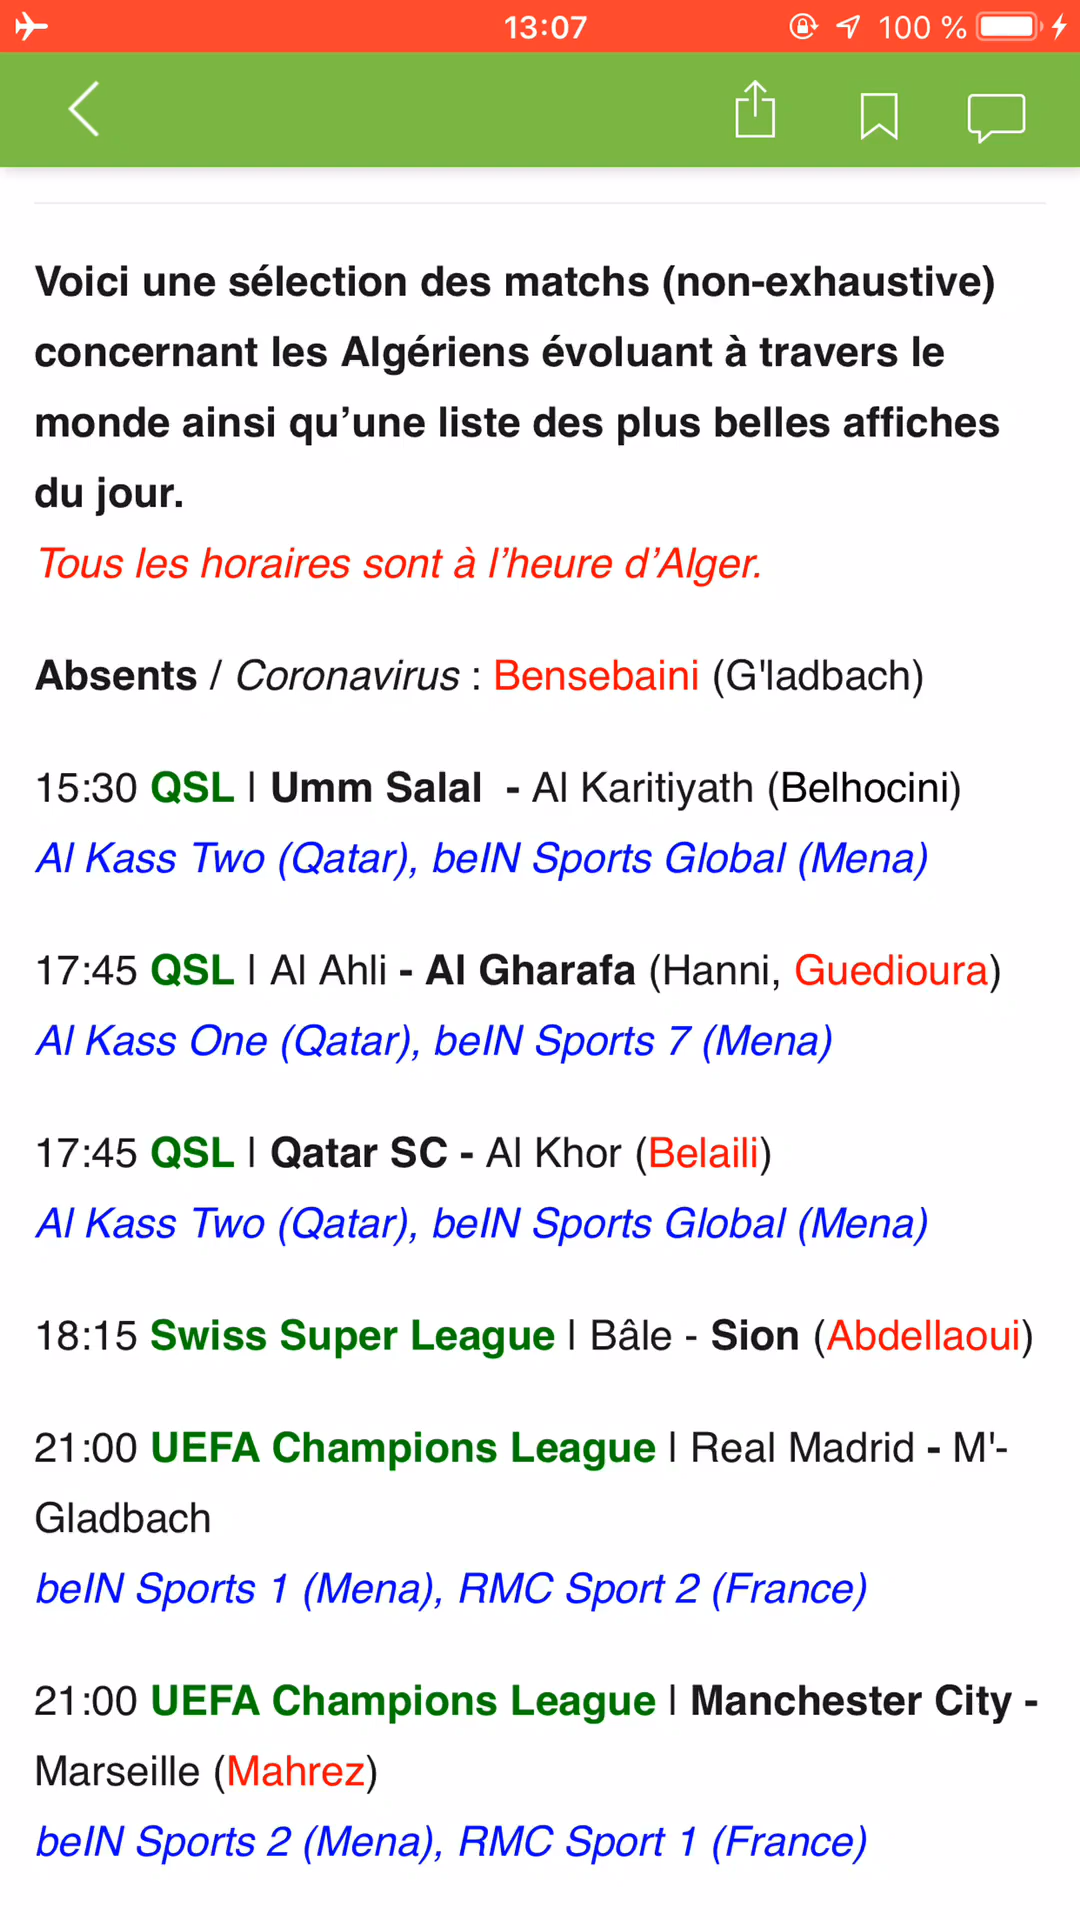 13:07
100 %
Voici une sélection des matchs (non-exhaustive)
concernant les Algériens évoluant à travers le
monde ainsi qu’une liste des plus belles affiches
du jour.
Tous les horaires sont à l’heure d’Alger.
Absents / Coronavirus : Bensebaini (G'ladbach)
15:30 QSL | Umm Salal - Al Karitiyath (Belhocini)
Al Kass Two (Qatar), beIN Sports Global (Mena)
17:45 QSL | Al Ahli - Al Gharafa (Hanni, Guedioura)
Al Kass One (Qatar), beIN Sports 7 (Mena)
17:45 QSL | Qatar SC - Al Khor (Belaili)
Al Kass Two (Qatar), beIN Sports Global (Mena)
18:15 Swiss Super League | Bâle - Sion (Abdellaoui)
21:00 UEFA Champions League | Real Madrid - M'-
Gladbach
beIN Sports 1 (Mena), RMC Sport 2 (France)
21:00 UEFA Champions League | Manchester City -
Marseille (Mahrez)
beIN Sports 2 (Mena), RMC Sport 1 (France)